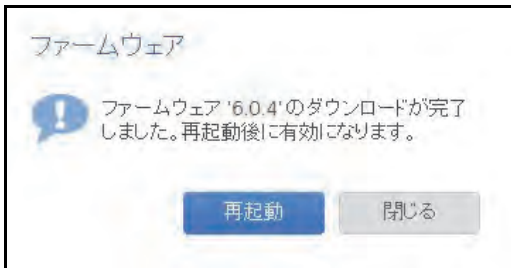 ファームウェア
ファームウェア '6.0.4'のダウンロードが完了
しました。再起動後に有効になります。
再起動
閉じる